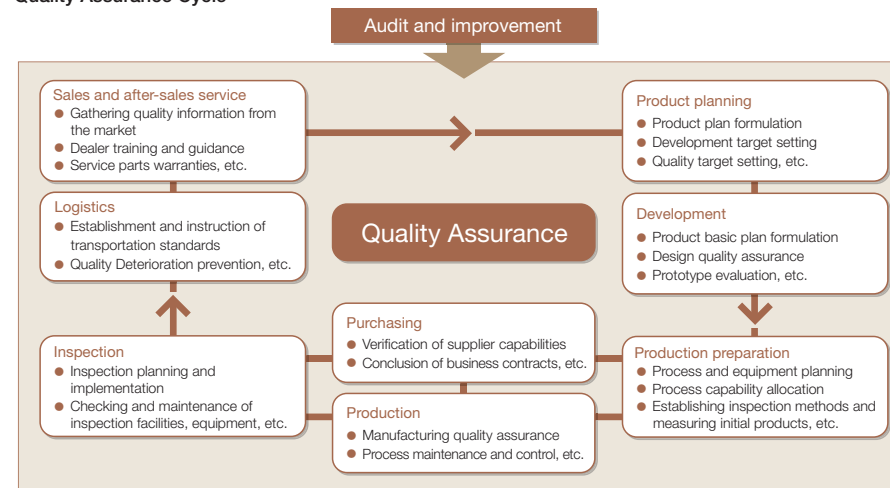 Quality Assurance Cycle
Audit and improvement
Sales and after-sales service
● Gathering quality information from
the market
● Dealer training and guidance
● Service parts warranties, etc.
Product planning
● Product plan formulation
● Development target setting
● Quality target setting, etc.
Logistics
● Establishment and instruction of
transportation standards
● Quality Deterioration prevention, etc.
Quality Assurance
Development
● Product basic plan formulation
● Design quality assurance
● Prototype evaluation, etc.
Inspection
● Inspection planning and
implementation
● Checking and maintenance of
inspection facilities, equipment, etc.
Purchasing
● Verification of supplier capabilities
● Conclusion of business contracts, etc.
Production
● Manufacturing quality assurance
● Process maintenance and control, etc.
Production preparation
● Process and equipment planning
● Process capability allocation
● Establishing inspection methods and
measuring initial products, etc.